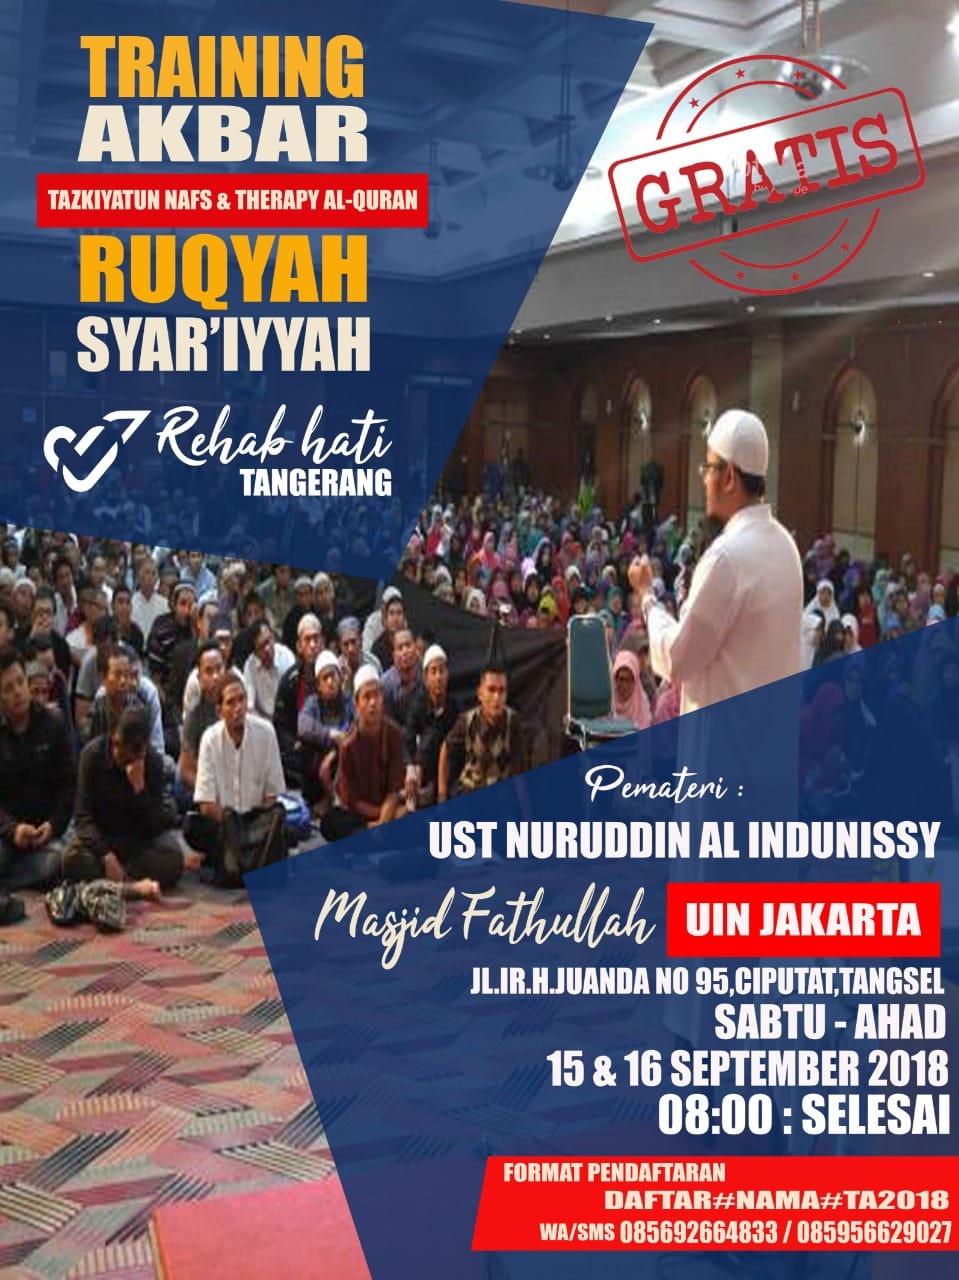 TRAINING
AKBAR
TAZKIYATUN NAFS & THERAPY AL-QURAN
RUQYAH
SYAR'IYYAH
Rehab hati
TANGERANG
GRATIS
Pemateri :
UST NURUDDIN AL INDUNISSY
Masjid Fathullah UIN JAKARTA
JL.IR.H.JUANDA NO 95,CIPUTAT,TANGSEL
SABTU - AHAD
15 & 16 SEPTEMBER 2018
08:00 : SELESAI
FORMAT PENDAFTARAN
DAFTAR#NAMA#TA2018
WA/SMS 085692664833 / 085956629027